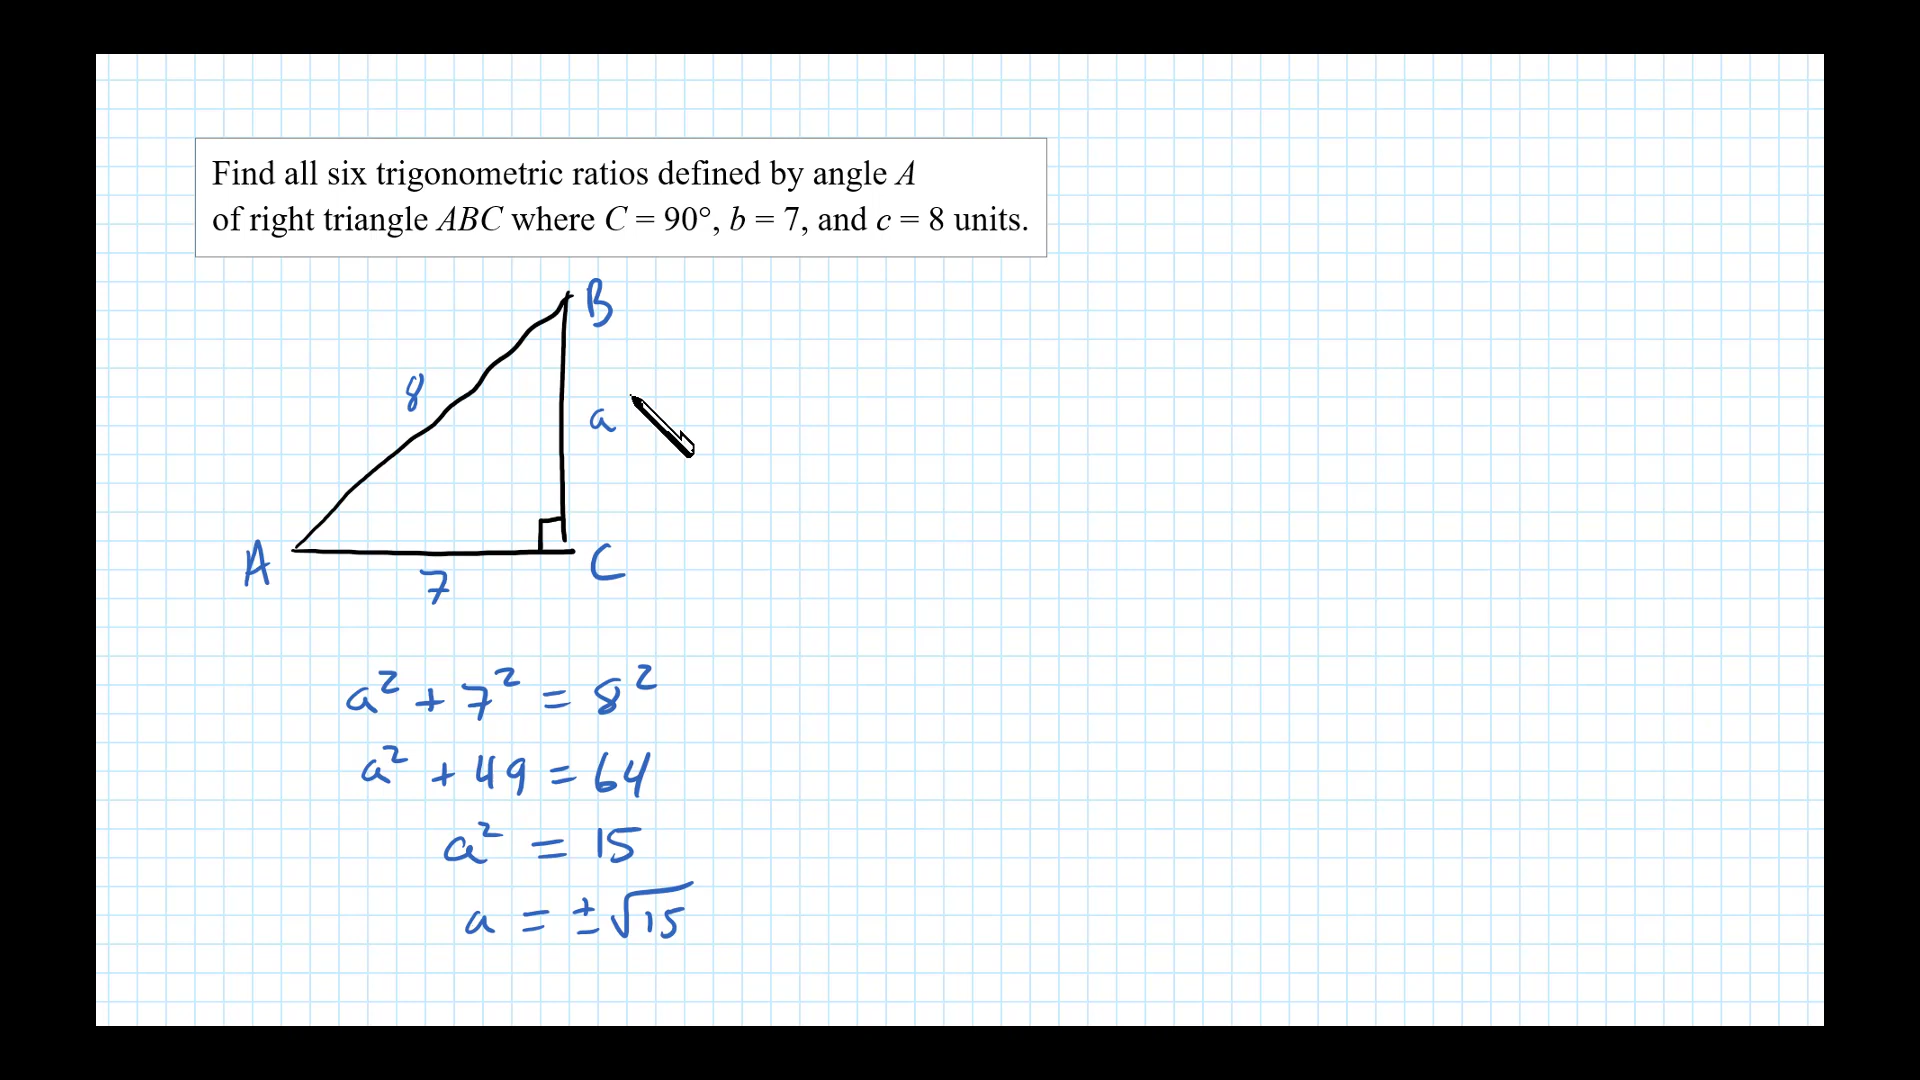 Find all six trigonometric ratios defined by angle A
of right triangle ABC where C = 90°, b = 7, and c = 8 units.
B
8
a
A
7
C
a² + 7² = 8²
a² + 49 = 64
a² = 15
a = ±√15